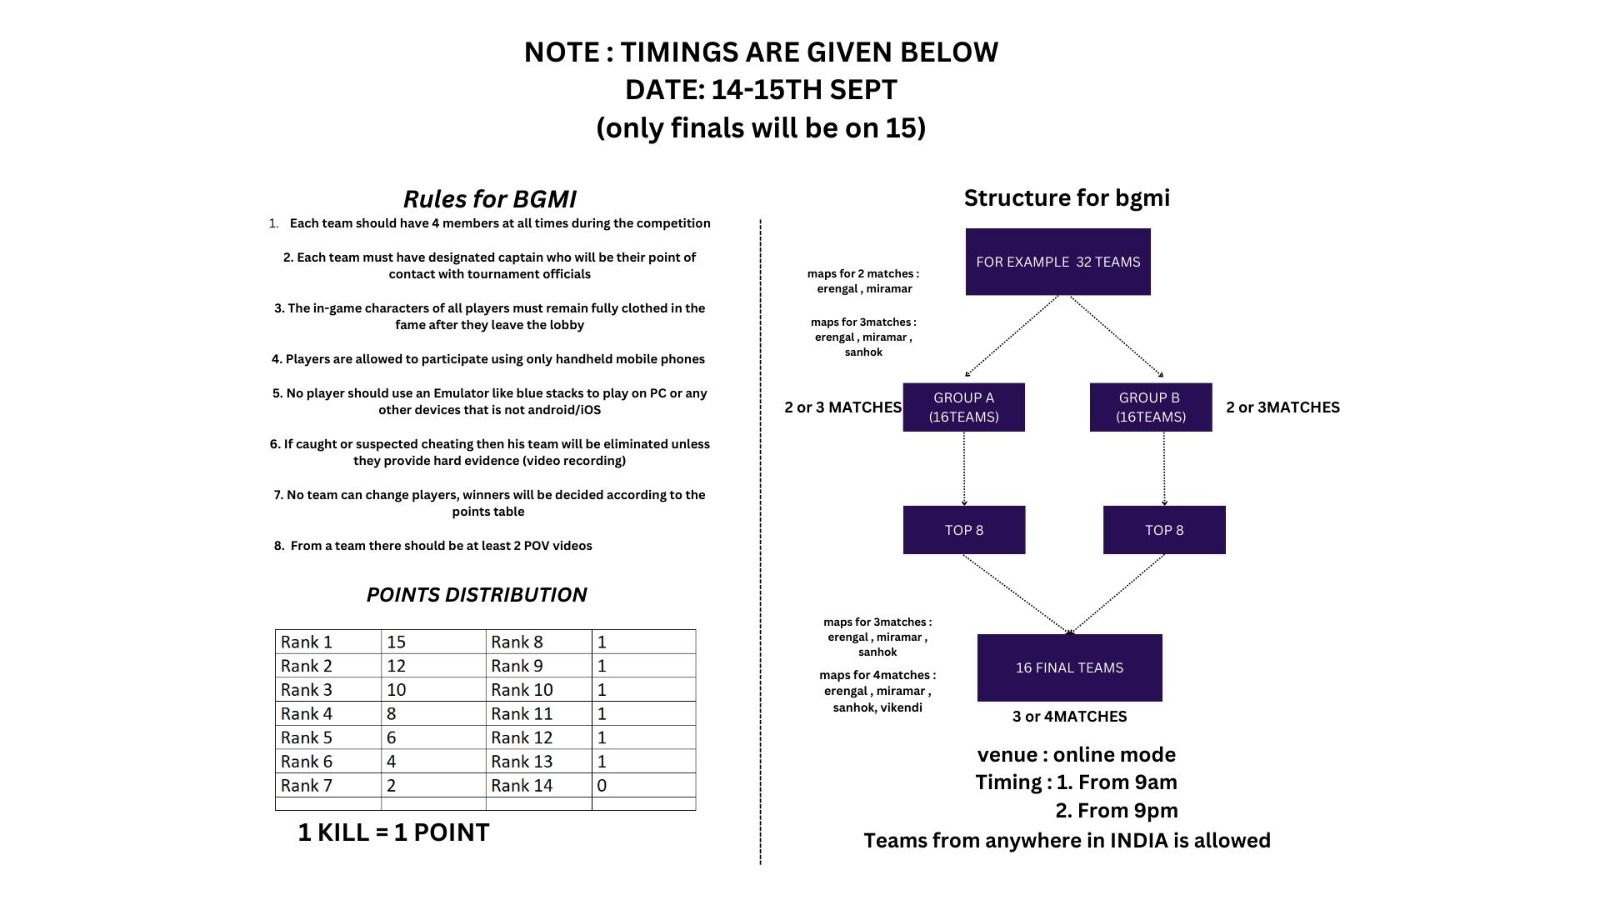 NOTE : TIMINGS ARE GIVEN BELOW
DATE: 14-15TH SEPT
(only finals will be on 15)
Rules for BGMI
1. Each team should have 4 members at all times during the competition
2. Each team must have designated captain who will be their point of
contact with tournament officials
3. The in-game characters of all players must remain fully clothed in the
fame after they leave the lobby
4. Players are allowed to participate using only handheld mobile phones
5. No player should use an Emulator like blue stacks to play on PC or any
other devices that is not android/iOS
6. If caught or suspected cheating then his team will be eliminated unless
they provide hard evidence (video recording)
7. No team can change players, winners will be decided according to the
points table
8. From a team there should be at least 2 POV videos
POINTS DISTRIBUTION
Rank 1 15 Rank 8 1
Rank 2 12 Rank 9 1
Rank 3 10 Rank 10 1
Rank 4 8 Rank 11 1
Rank 5 6 Rank 12 1
Rank 6 4 Rank 13 1
Rank 7 2 Rank 14 0
1 KILL = 1 POINT
Structure for bgmi
FOR EXAMPLE 32 TEAMS
maps for 2 matches :
erengal , miramar
maps for 3matches :
erengal , miramar ,
sanhok
2 or 3 MATCHES
GROUP A
(16TEAMS)
GROUP B
(16TEAMS)
2 or 3MATCHES
TOP 8
TOP 8
maps for 3matches :
erengal , miramar ,
sanhok
maps for 4matches :
erengal , miramar ,
sanhok, vikendi
16 FINAL TEAMS
3 or 4MATCHES
venue : online mode
Timing : 1. From 9am
2. From 9pm
Teams from anywhere in INDIA is allowed